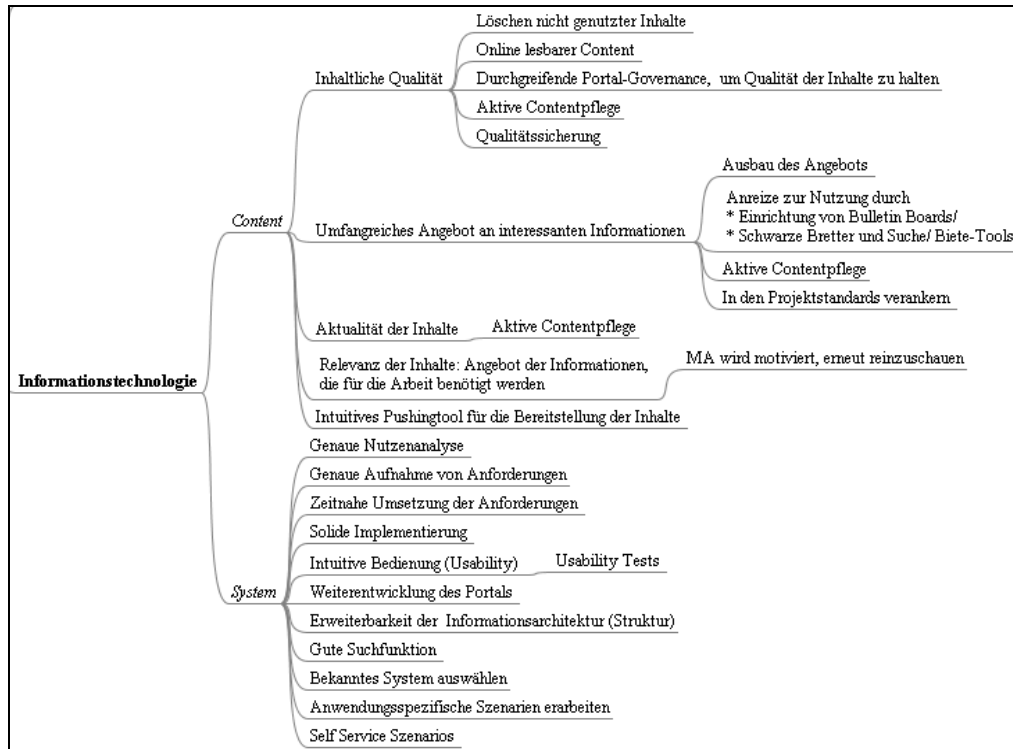 Informationstechnologie
Content
Inhaltliche Qualität
Löschen nicht genutzter Inhalte
Online lesbarer Content
Durchgreifende Portal-Governance, um Qualität der Inhalte zu halten
Aktive Contentpflege
Qualitätssicherung
Umfangreiches Angebot an interessanten Informationen
Ausbau des Angebots
Anreize zur Nutzung durch
* Einrichtung von Bulletin Boards/
* Schwarze Bretter und Suche/ Biete-Tools
Aktive Contentpflege
In den Projektstandards verankern
Aktualität der Inhalte
Aktive Contentpflege
Relevanz der Inhalte: Angebot der Informationen,
die für die Arbeit benötigt werden
MA wird motiviert, erneut reinzuschauen
Intuitives Pushingtool für die Bereitstellung der Inhalte
System
Genaue Nutzenanalyse
Genaue Aufnahme von Anforderungen
Zeitnahe Umsetzung der Anforderungen
Solide Implementierung
Intuitive Bedienung (Usability)
Usability Tests
Weiterentwicklung des Portals
Erweiterbarkeit der Informationsarchitektur (Struktur)
Gute Suchfunktion
Bekanntes System auswählen
Anwendungsspezifische Szenarien erarbeiten
Self Service Szenarios